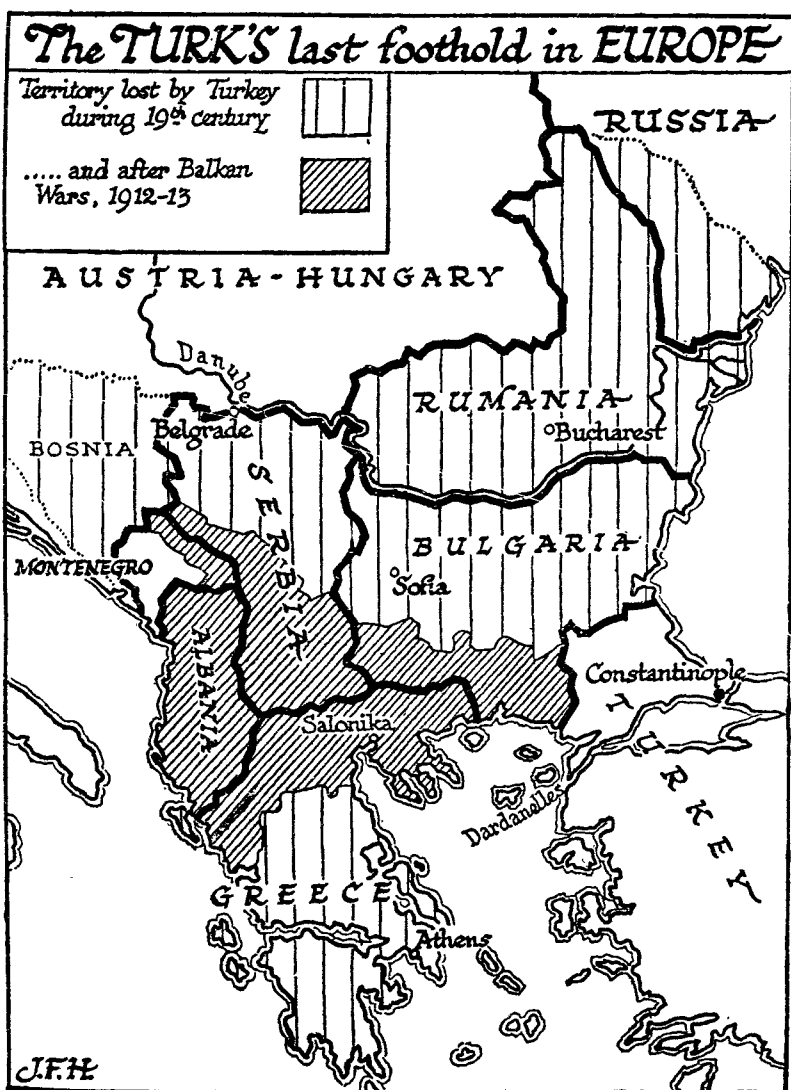 The TURK'S last foothold in EUROPE
Territory lost by Turkey
during 19th century
..... and after Balkan
Wars, 1912-13
RUSSIA
AUSTRIA-HUNGARY
Danube
RUMANIA
Bucharest
Belgrade
BOSNIA
SERBIA
BULGARIA
MONTENEGRO
Sofia
ALBANIA
Constantinople
Salonika
TURKEY
Dardanelles
GREECE
Athens
J.F.H